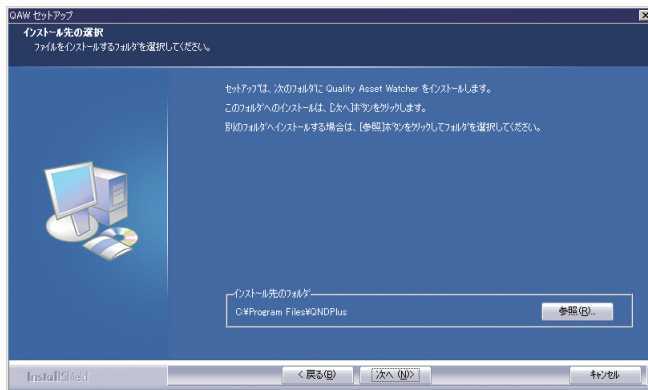 QAW セットアップ
インストール先の選択
ファイルをインストールするフォルダを選択してください。
セットアップは、次のフォルダに Quality Asset Watcher をインストールします。
このフォルダへのインストールは、[次へ]ボタンをクリックします。
別のフォルダへインストールする場合は、[参照]ボタンをクリックしてフォルダを選択してください。
インストール先のフォルダ
C:¥Program Files¥QNDPlus
参照(R)...
InstallShield
< 戻る(B)
次へ (N)>
キャンセル